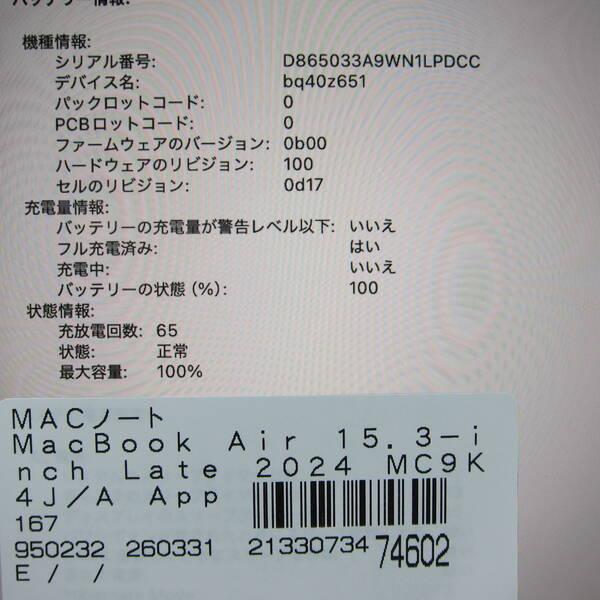 バッテリー情報:
機種情報:
シリアル番号: D865033A9WN1LPDCC
デバイス名: bq40z651
パックロットコード: 0
PCBロットコード: 0
ファームウェアのバージョン: 0b00
ハードウェアのリビジョン: 100
セルのリビジョン: 0d17
充電量情報:
バッテリーの充電量が警告レベル以下: いいえ
フル充電済み: はい
充電中: いいえ
バッテリーの状態 (%): 100
状態情報:
充放電回数: 65
状態: 正常
最大容量: 100%
MACノート
MacBook Air 15.3-i
nch Late 2024 MC9K
4J/A App
167
950232 260331 21330734 74602
E / /